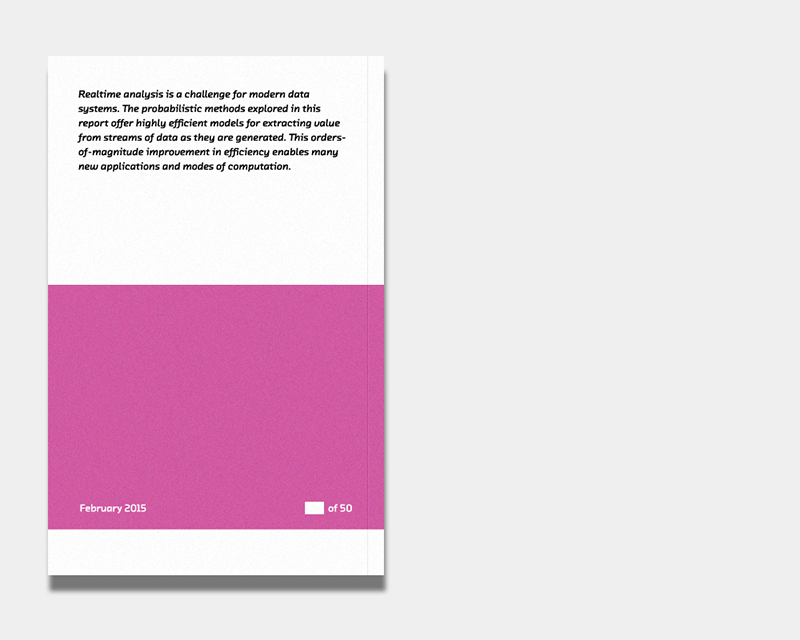 Realtime analysis is a challenge for modern data
systems. The probabilistic methods explored in this
report offer highly efficient models for extracting value
from streams of data as they are generated. This orders-
of-magnitude improvement in efficiency enables many
new applications and modes of computation.
February 2015
of 50